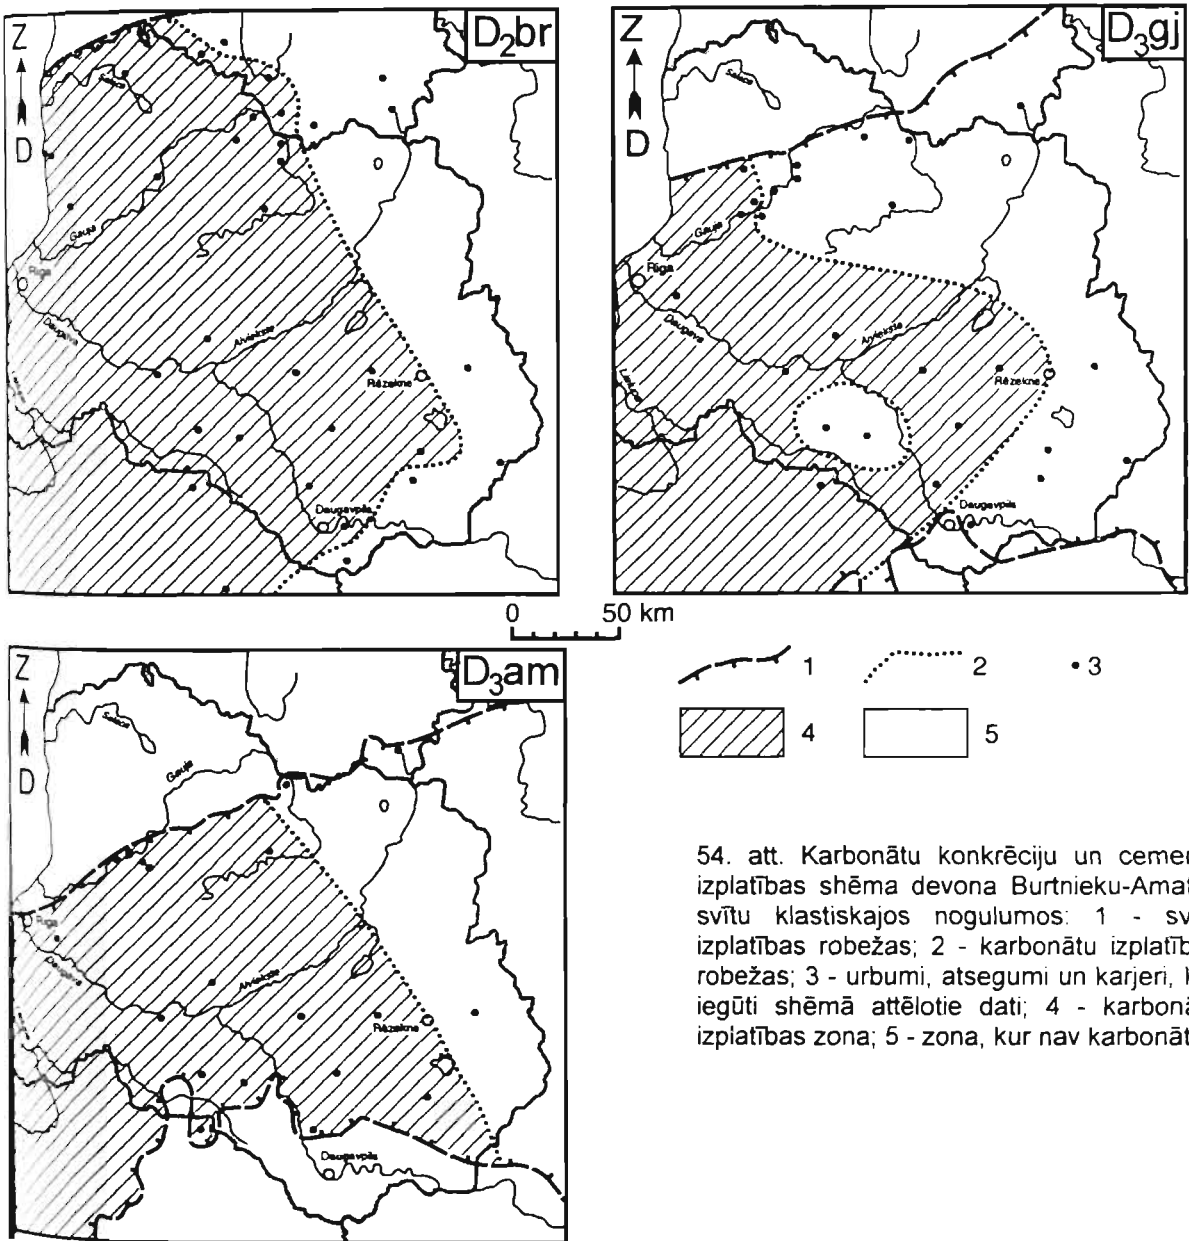 D₂br
Z
D
Salaca
Gauja
Rīga
Daugava
Aiviekste
Rēzekne
Daugavpils
D₃gj
Z
D
Salaca
Gauja
Rīga
Daugava
Aiviekste
Rēzekne
Daugavpils
0 50 km
D₃am
Z
D
Salaca
Gauja
Rīga
Daugava
Aiviekste
Rēzekne
Daugavpils
1 2 3
4 5
54. att. Karbonātu konkrēciju un cemen
izplatības shēma devona Burtnieku-Amat
svītu klastiskajos nogulumos: 1 - sv
izplatības robežas; 2 - karbonātu izplatīb
robežas; 3 - urbumi, atsegumi un karjeri,
iegūti shēmā attēlotie dati; 4 - karbonā
izplatības zona; 5 - zona, kur nav karbonāt